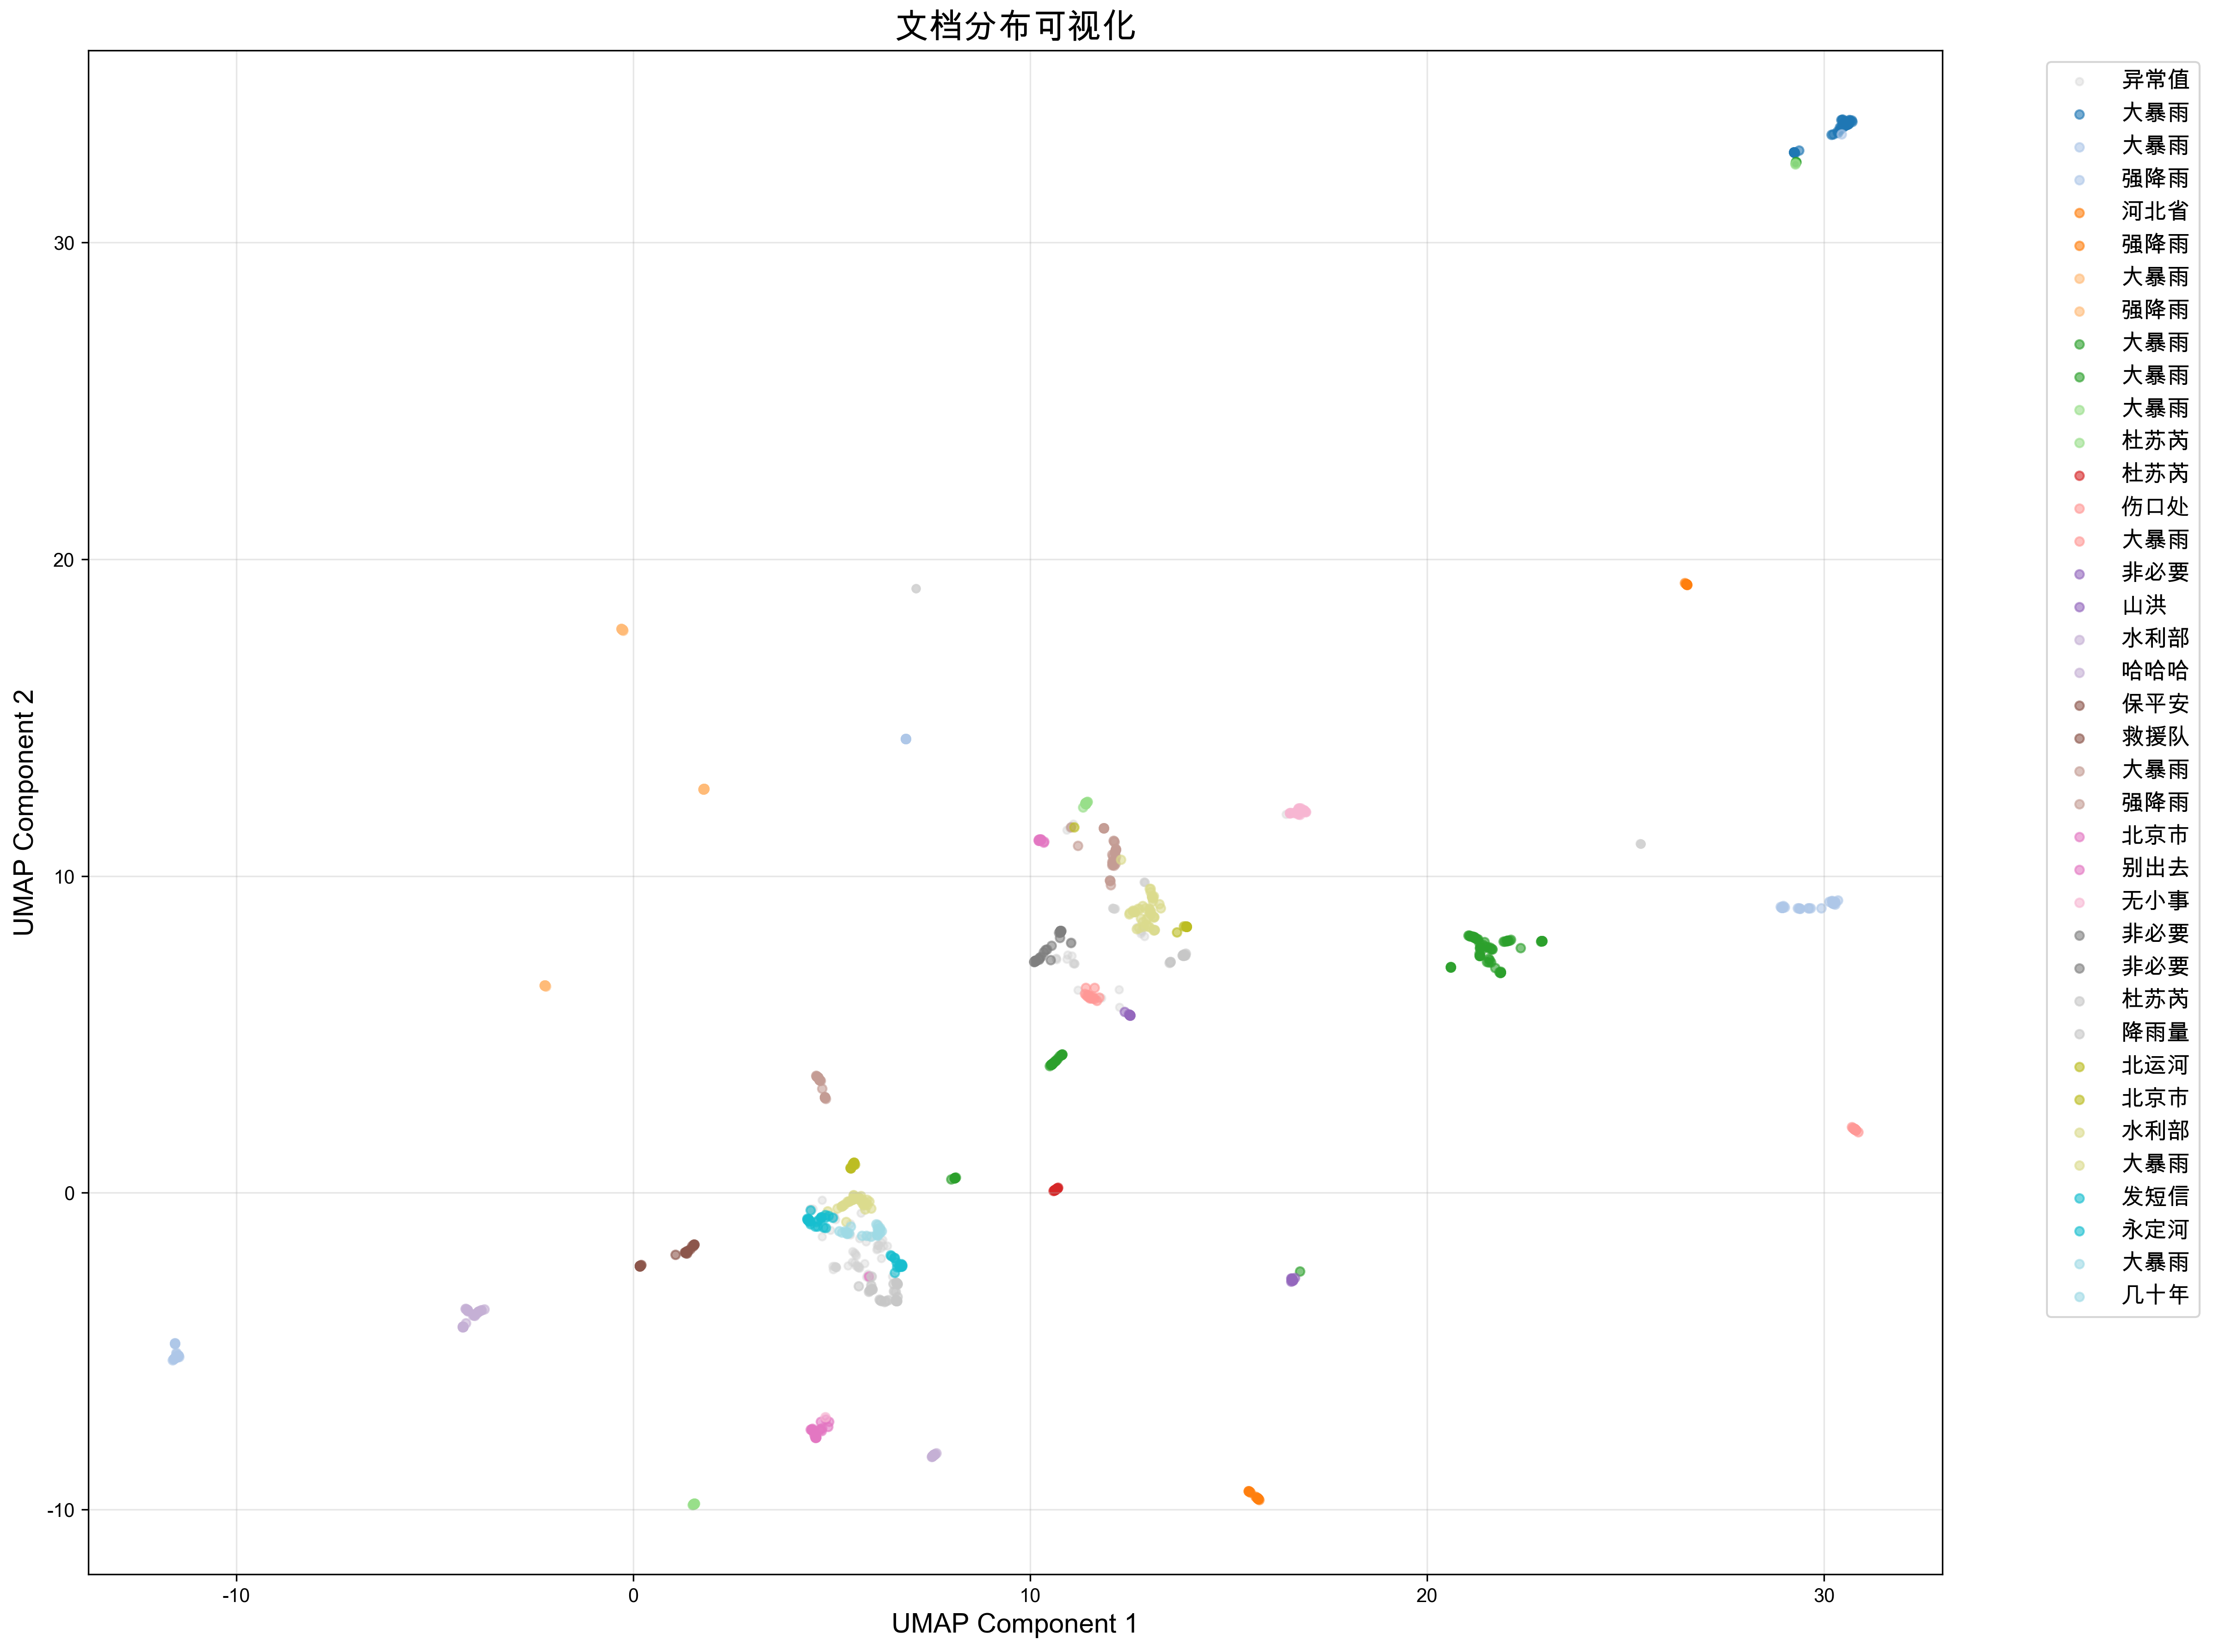 文档分布可视化
UMAP Component 2
30
20
10
0
-10
-10
0
10
20
30
UMAP Component 1
异常值
大暴雨
大暴雨
强降雨
河北省
强降雨
大暴雨
强降雨
大暴雨
大暴雨
大暴雨
杜苏芮
杜苏芮
伤口处
大暴雨
非必要
山洪
水利部
哈哈哈
保平安
救援队
大暴雨
强降雨
北京市
别出去
无小事
非必要
非必要
杜苏芮
降雨量
北运河
北京市
水利部
大暴雨
发短信
永定河
大暴雨
几十年